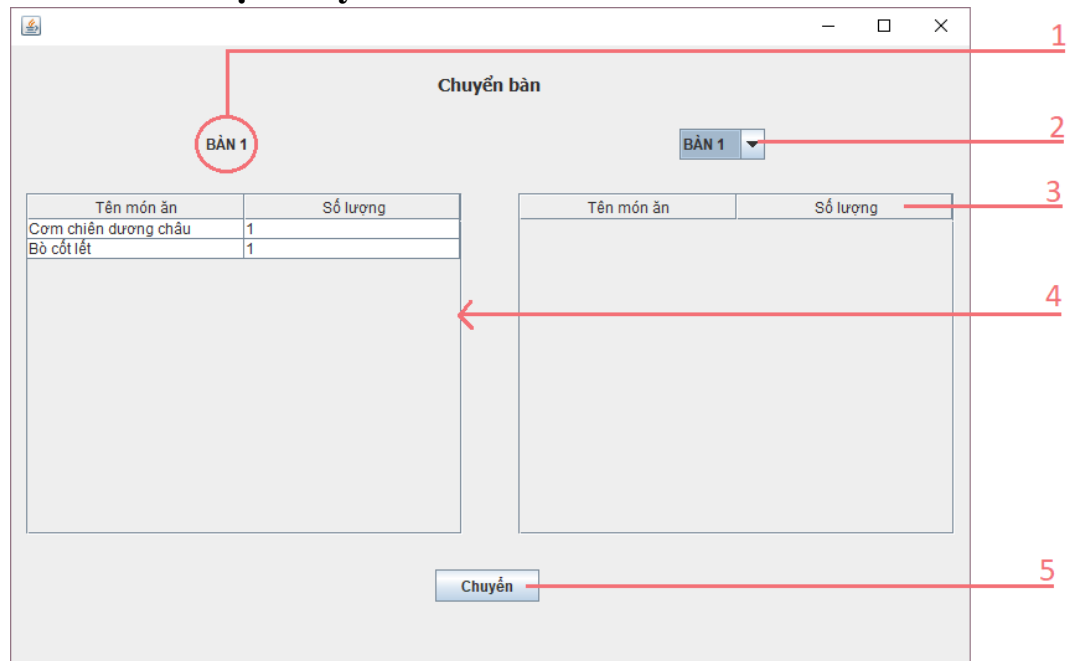 1
Chuyển bàn
BÀN 1
BÀN 1
2
Tên món ăn Số lượng
Tên món ăn Số lượng
3
Cơm chiên dương châu 1
Bò cốt lết 1
4
Chuyển
5